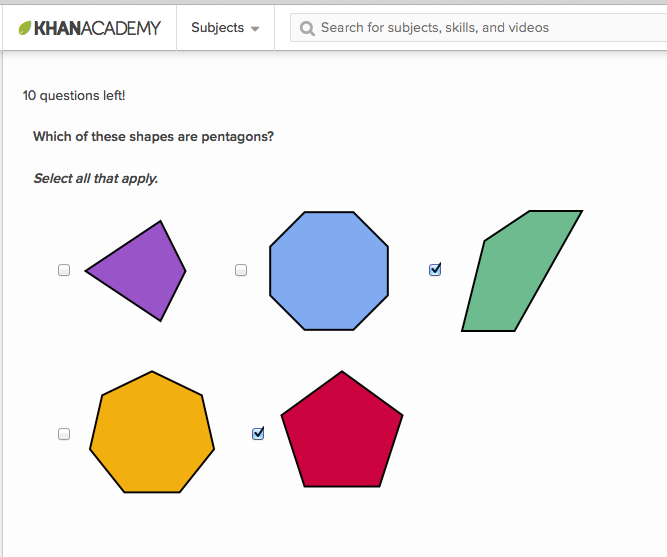 KHANACADEMY
Subjects
Search for subjects, skills, and videos
10 questions left!
Which of these shapes are pentagons?
Select all that apply.